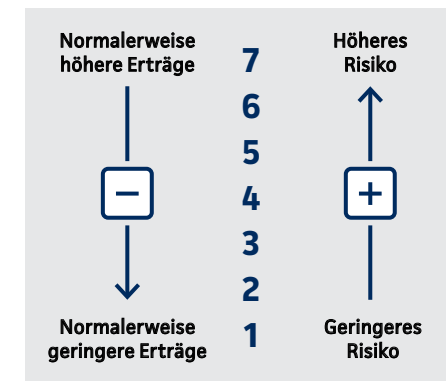 Normalerweise
höhere Erträge
7
6
5
4
3
2
1
Höheres
Risiko
−
+
Normalerweise
geringere Erträge
Geringeres
Risiko